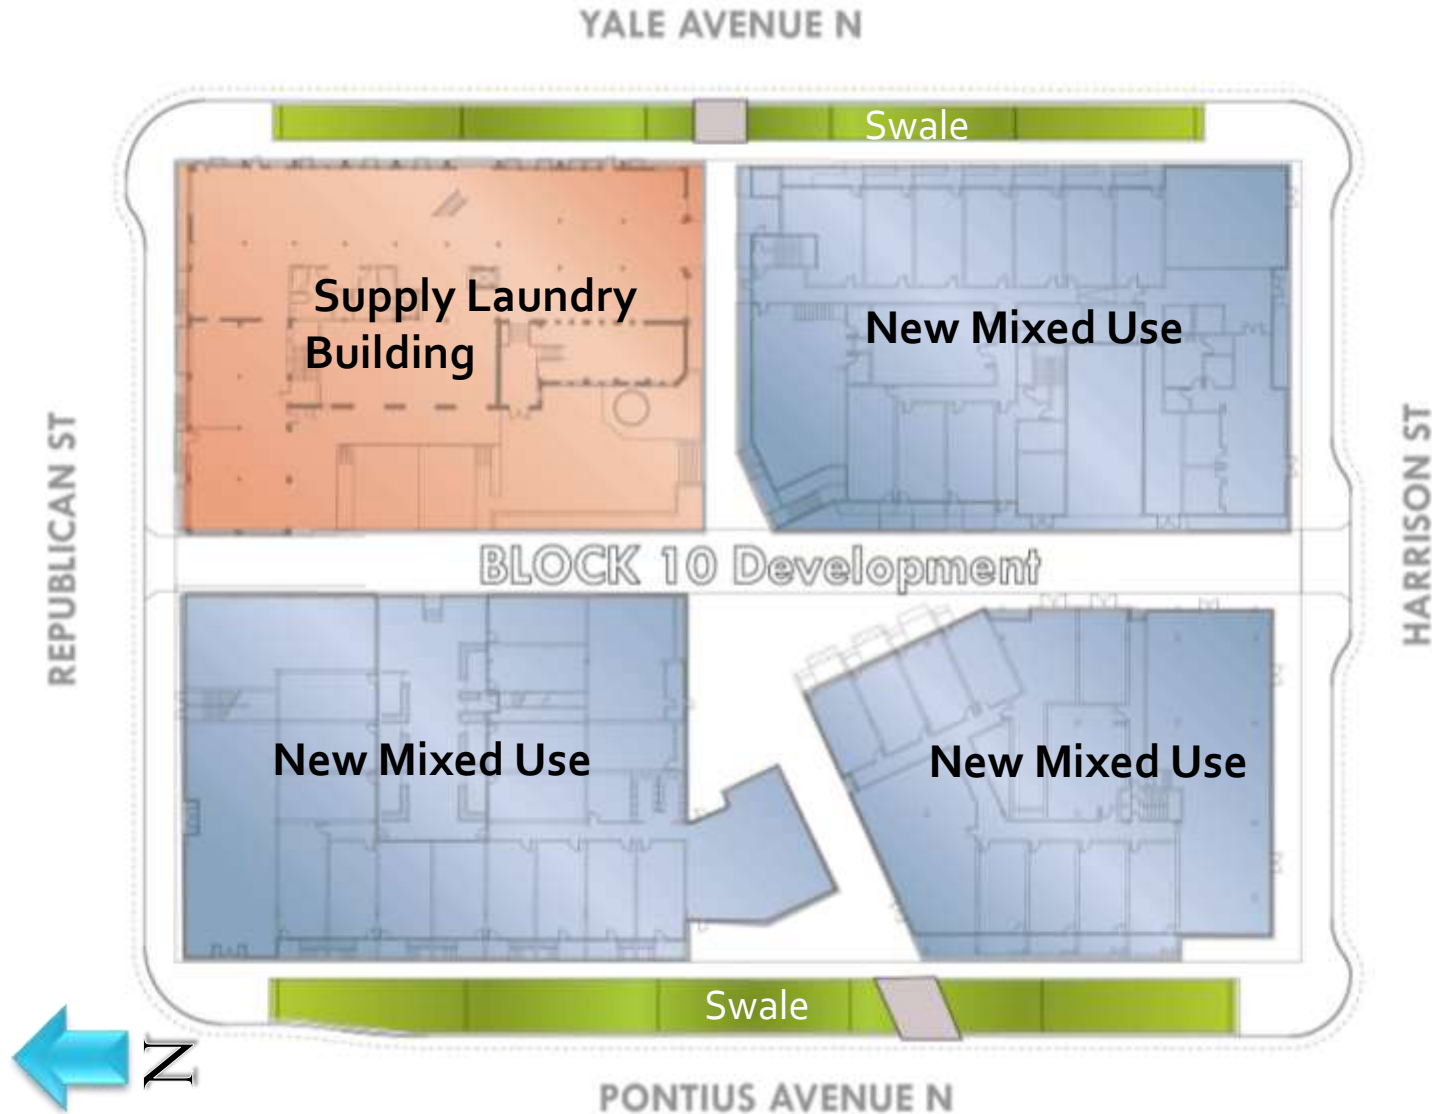 YALE AVENUE N
Swale
Supply Laundry
Building
New Mixed Use
REPUBLICAN ST
HARRISON ST
BLOCK 10 Development
New Mixed Use
New Mixed Use
Swale
N
PONTIUS AVENUE N